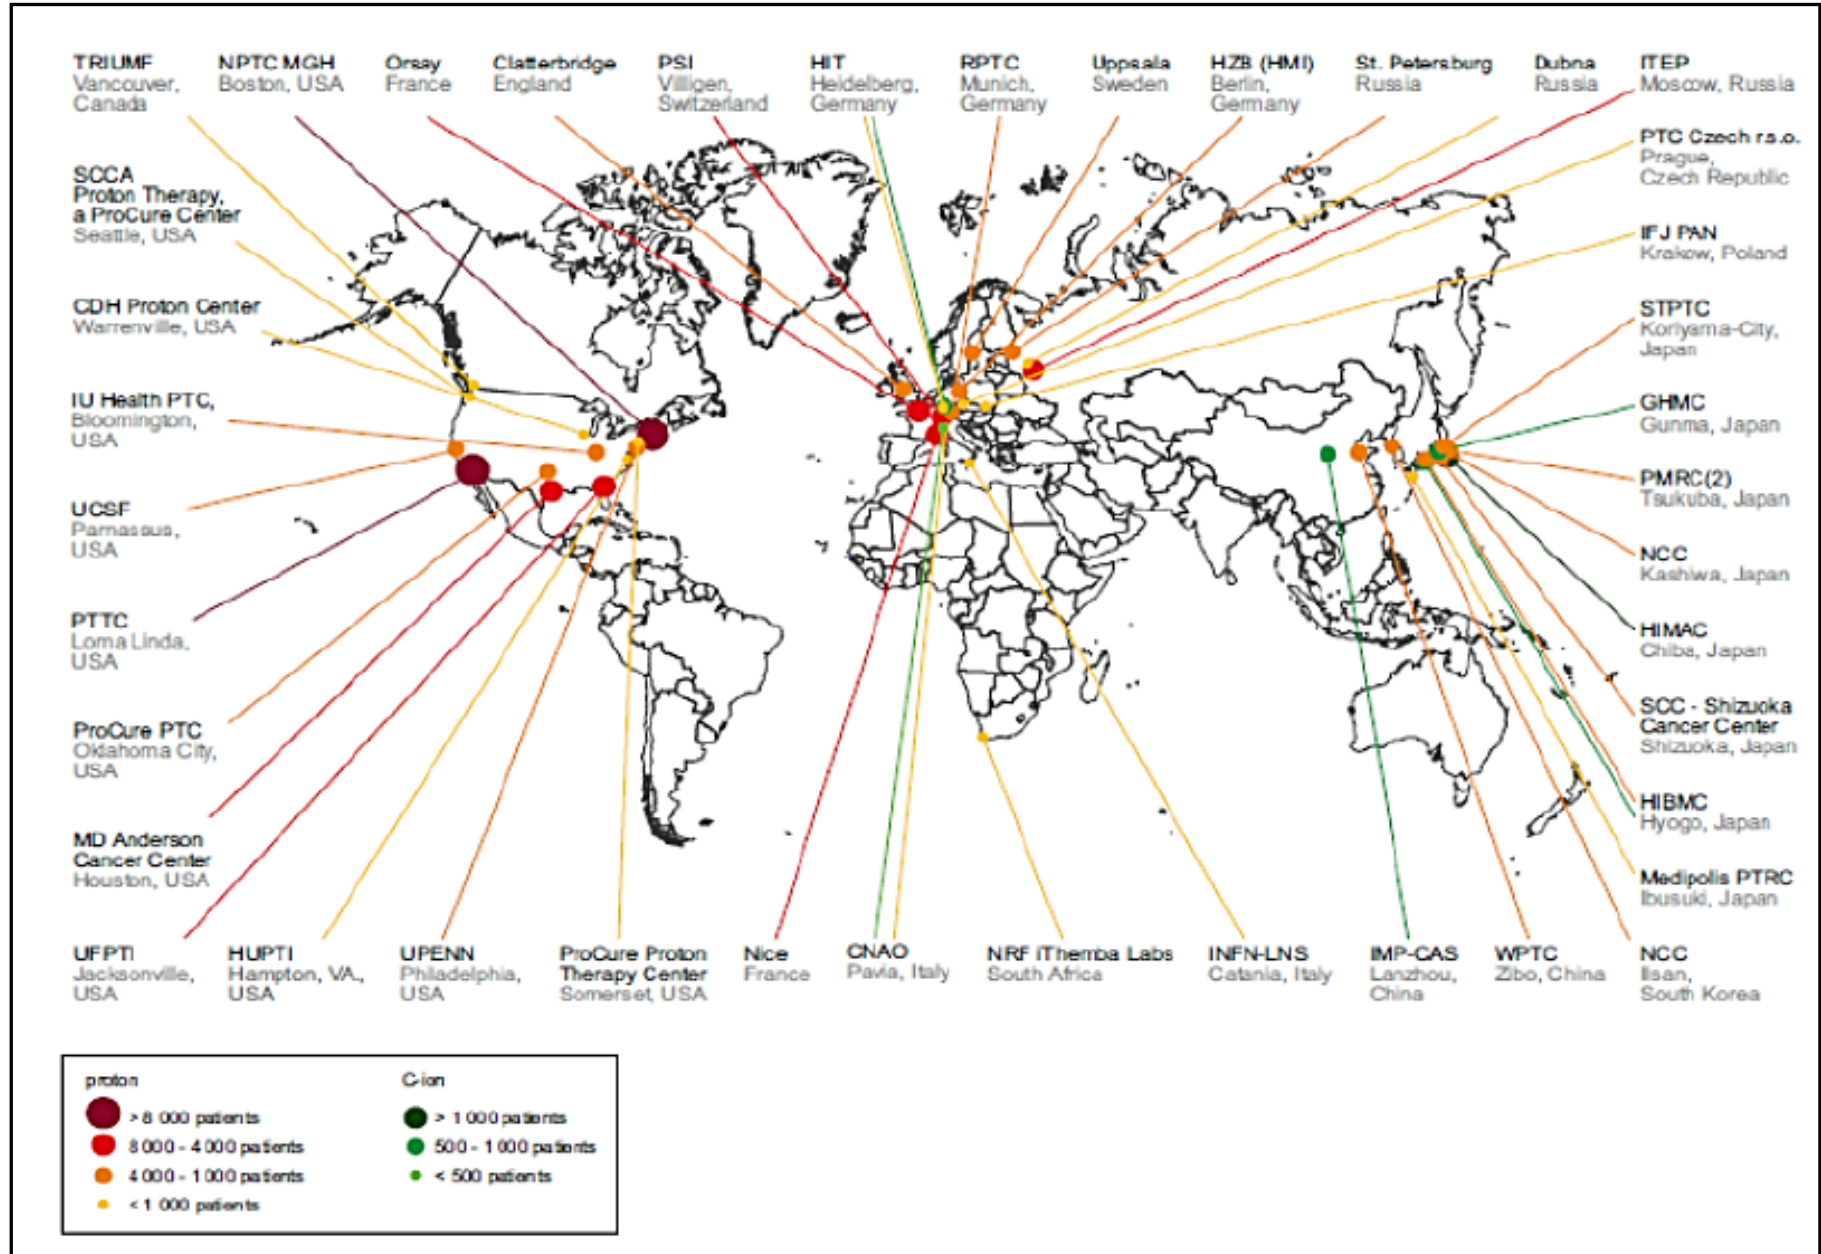 TRIUMF
Vancouver,
Canada
NPTC MGH
Boston, USA
Orsay
France
Clatterbridge
England
PSI
Villigen,
Switzerland
HIT
Heidelberg,
Germany
RPTC
Munich,
Germany
Uppsala
Sweden
HZB (HMI)
Berlin,
Germany
St. Petersburg
Russia
Dubna
Russia
ITEP
Moscow, Russia
SCCA
Proton Therapy,
a ProCure Center
Seattle, USA
CDH Proton Center
Warrenville, USA
IU Health PTC,
Bloomington,
USA
UCSF
Parnassus,
USA
PTTC
Loma Linda,
USA
ProCure PTC
Oklahoma City,
USA
MD Anderson
Cancer Center
Houston, USA
PTC Czech r.s.o.
Prague,
Czech Republic
IFJ PAN
Krakow, Poland
STPTC
Koriyama-City,
Japan
GHMC
Gunma, Japan
PMRC(2)
Tsukuba, Japan
NCC
Kashiwa, Japan
HIMAC
Chiba, Japan
SCC - Shizuoka
Cancer Center
Shizuoka, Japan
HIBMC
Hyogo, Japan
Medipolis PTRC
Ibusuki, Japan
UFPTI
Jacksonville,
USA
HUPTI
Hampton, VA.,
USA
UPENN
Philadelphia,
USA
ProCure Proton
Therapy Center
Somerset, USA
Nice
France
CNAO
Pavia, Italy
NRF iThemba Labs
South Africa
INFN-LNS
Catania, Italy
IMP-CAS
Lanzhou,
China
WPTC
Zibo, China
NCC
Ilsan,
South Korea
proton
> 8 000 patients
8 000 - 4 000 patients
4 000 - 1 000 patients
< 1 000 patients
C-ion
> 1 000 patients
500 - 1 000 patients
< 500 patients